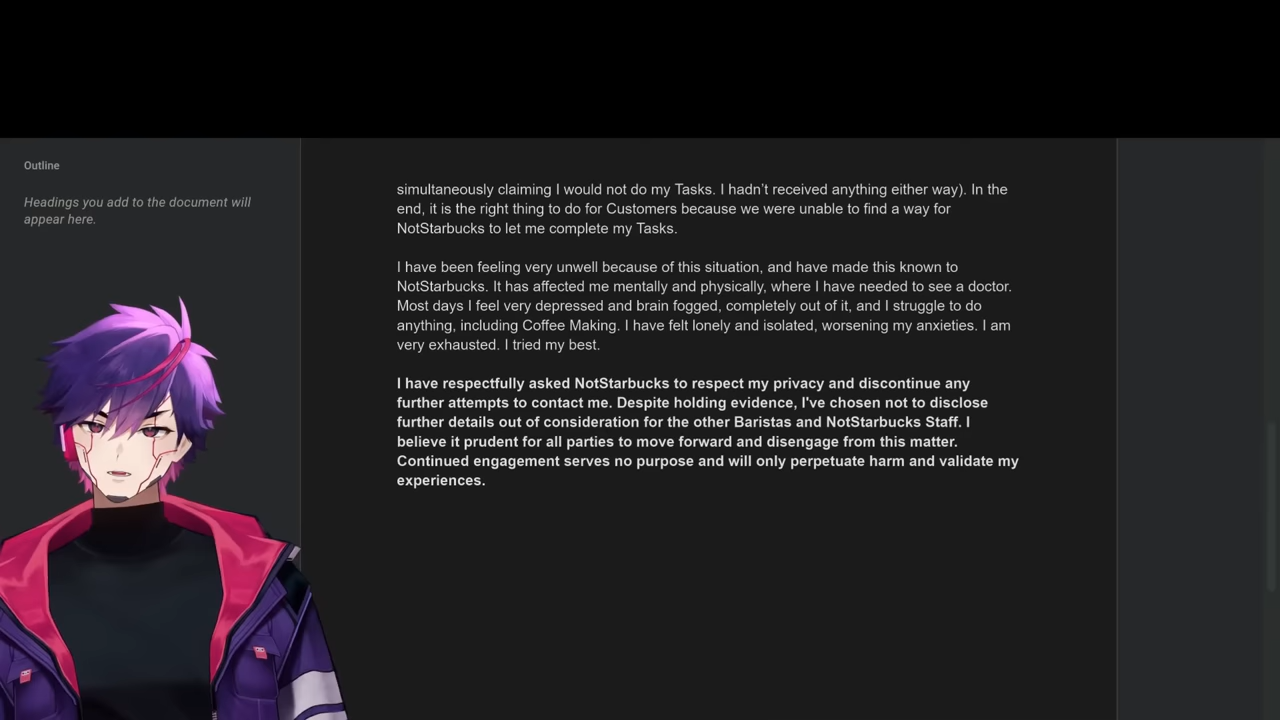 Outline
Headings you add to the document will
appear here.
simultaneously claiming I would not do my Tasks. I hadn’t received anything either way). In the
end, it is the right thing to do for Customers because we were unable to find a way for
NotStarbucks to let me complete my Tasks.
I have been feeling very unwell because of this situation, and have made this known to
NotStarbucks. It has affected me mentally and physically, where I have needed to see a doctor.
Most days I feel very depressed and brain fogged, completely out of it, and I struggle to do
anything, including Coffee Making. I have felt lonely and isolated, worsening my anxieties. I am
very exhausted. I tried my best.
I have respectfully asked NotStarbucks to respect my privacy and discontinue any
further attempts to contact me. Despite holding evidence, I've chosen not to disclose
further details out of consideration for the other Baristas and NotStarbucks Staff. I
believe it prudent for all parties to move forward and disengage from this matter.
Continued engagement serves no purpose and will only perpetuate harm and validate my
experiences.